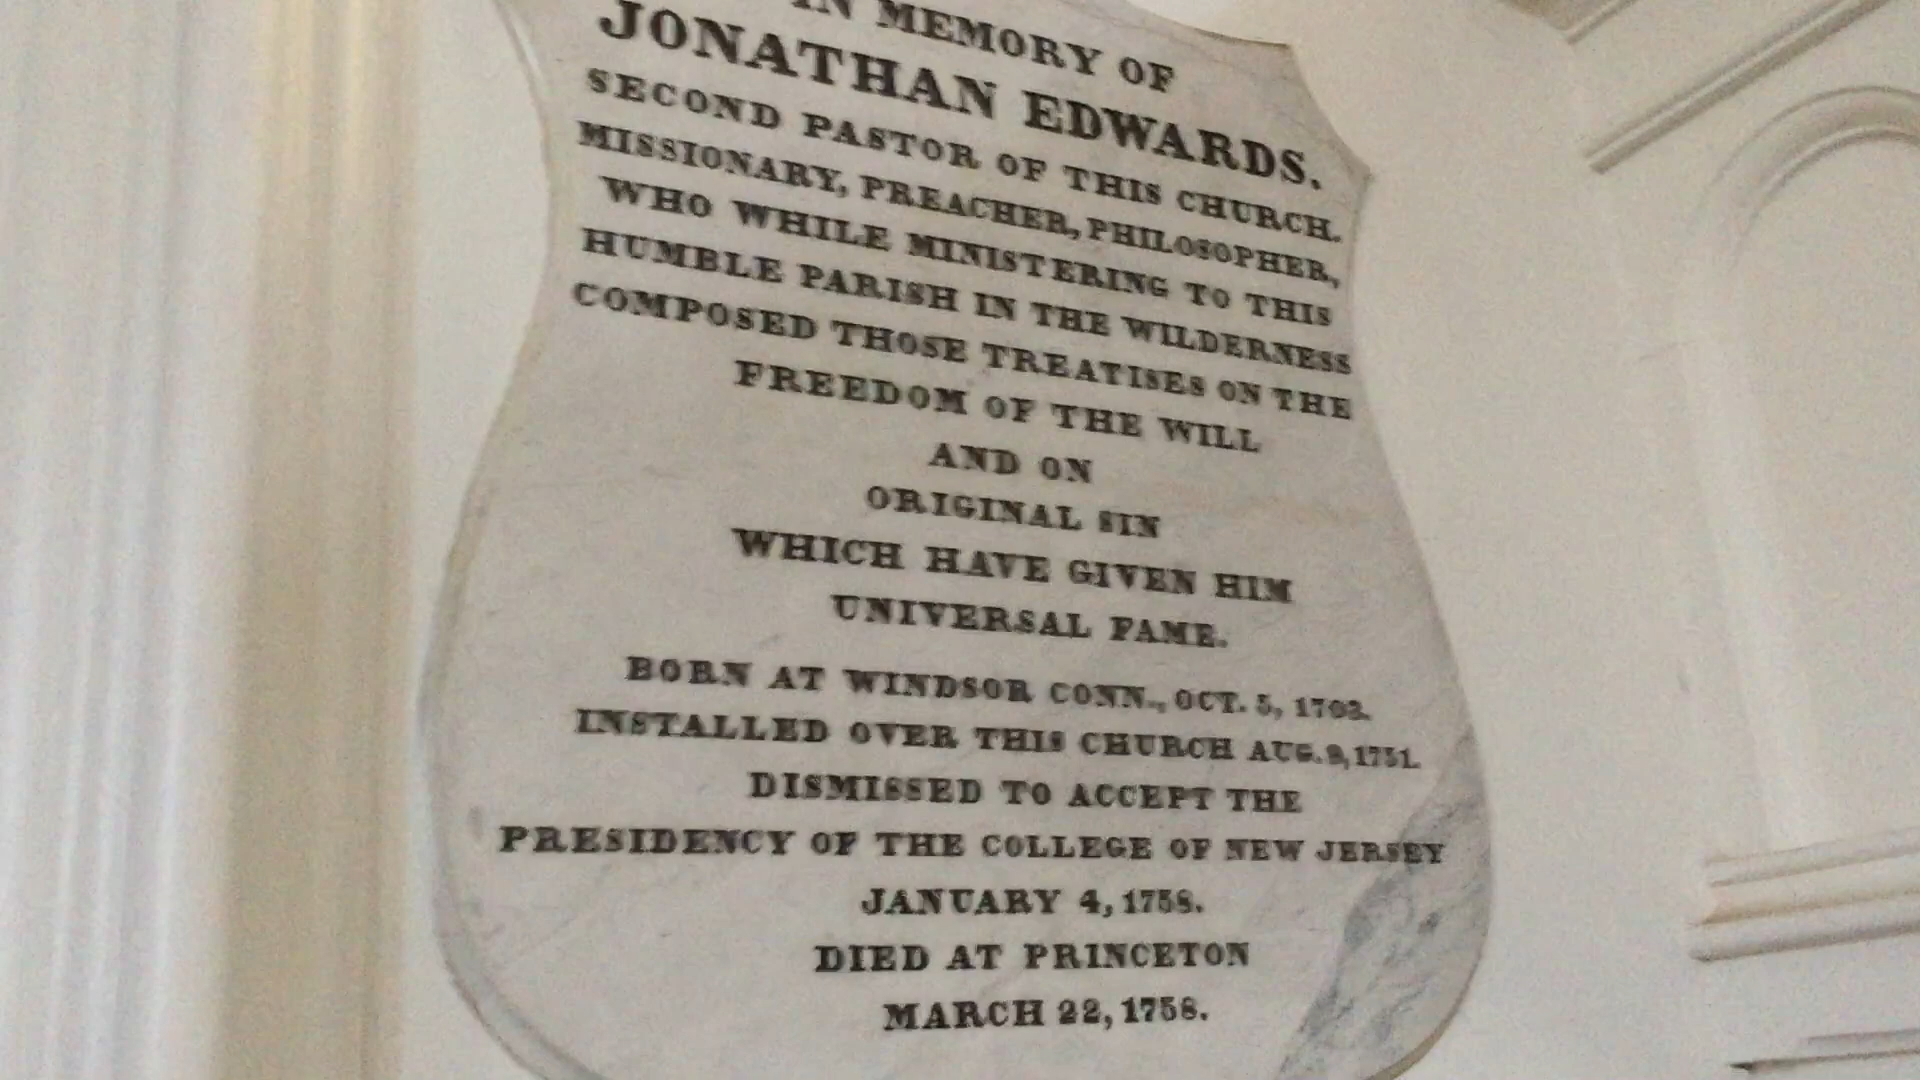 IN MEMORY OF
JONATHAN EDWARDS.
SECOND PASTOR OF THIS CHURCH.
MISSIONARY, PREACHER, PHILOSOPHER,
WHO WHILE MINISTERING TO THIS
HUMBLE PARISH IN THE WILDERNESS
COMPOSED THOSE TREATISES ON THE
FREEDOM OF THE WILL
AND ON
ORIGINAL SIN
WHICH HAVE GIVEN HIM
UNIVERSAL FAME.
BORN AT WINDSOR CONN., OCT. 5, 1703.
INSTALLED OVER THIS CHURCH AUG. 8, 1751.
DISMISSED TO ACCEPT THE
PRESIDENCY OF THE COLLEGE OF NEW JERSEY
JANUARY 4, 1758.
DIED AT PRINCETON
MARCH 22, 1758.